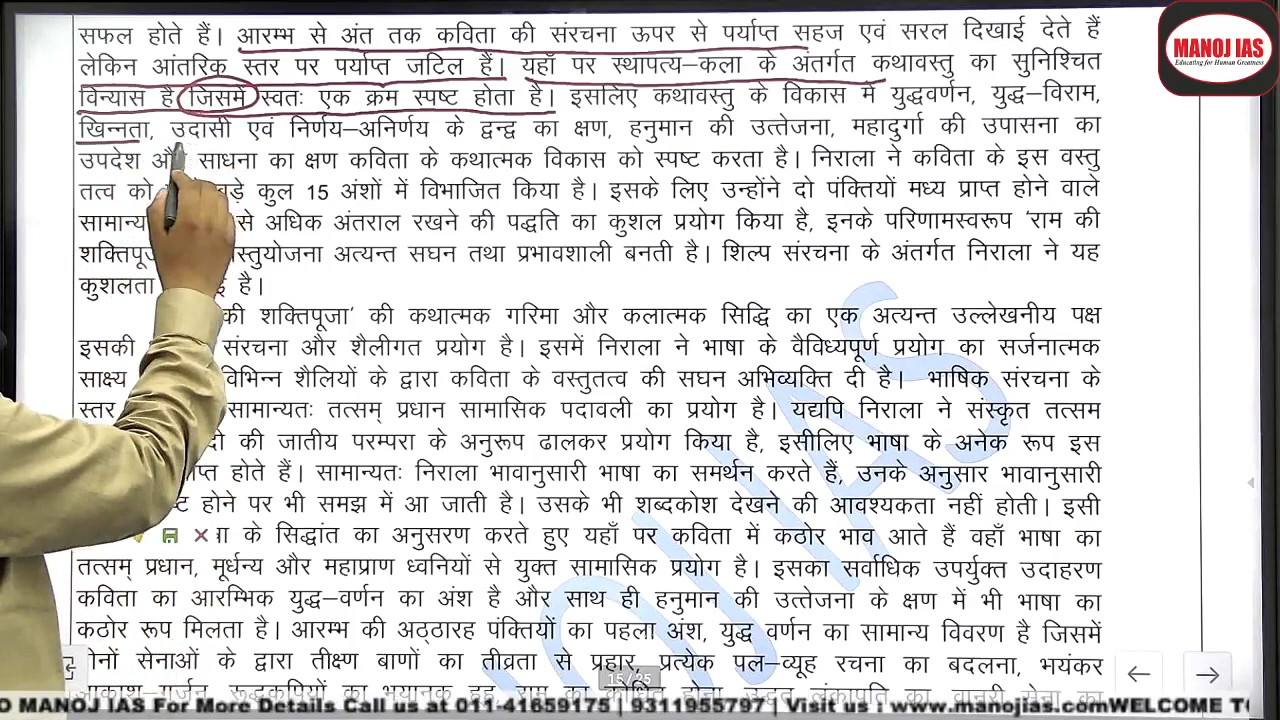 सफल होते हैं। आरम्भ से अंत तक कविता की संरचना ऊपर से पर्याप्त सहज एवं सरल दिखाई देते हैं
लेकिन आंतरिक स्तर पर पर्याप्त जटिल हैं। यहाँ पर स्थापत्य–कला के अंतर्गत कथावस्तु का सुनिश्चित
विन्यास है जिसमें स्वतः एक क्रम स्पष्ट होता है। इसलिए कथावस्तु के विकास में युद्धवर्णन, युद्ध–विराम,
खिन्नता, उदासी एवं निर्णय–अनिर्णय के द्वन्द्व का क्षण, हनुमान की उत्तेजना, महादुर्गा की उपासना का
उपदेश और साधना का क्षण कविता के कथात्मक विकास को स्पष्ट करता है। निराला ने कविता के इस वस्तु
तत्व को कुल 15 अंशों में विभाजित किया है। इसके लिए उन्होंने दो पंक्तियों मध्य प्राप्त होने वाले
सामान्य से अधिक अंतराल रखने की पद्धति का कुशल प्रयोग किया है, इनके परिणामस्वरूप 'राम की
अत्यन्त सघन तथा प्रभावशाली बनती है। शिल्प संरचना के अंतर्गत निराला ने यह
कुशलता है।
की शक्तिपूजा' की कथात्मक गरिमा और कलात्मक सिद्धि का एक अत्यन्त उल्लेखनीय पक्ष
इसकी संरचना और शैलीगत प्रयोग है। इसमें निराला ने भाषा के वैविध्यपूर्ण प्रयोग का सर्जनात्मक
साक्ष्य विभिन्न शैलियों के द्वारा कविता के वस्तुतत्व की सघन अभिव्यक्ति दी है। भाषिक संरचना के
स्तर सामान्यतः तत्सम् प्रधान सामासिक पदावली का प्रयोग है। यद्यपि निराला ने संस्कृत तत्सम
की जातीय परम्परा के अनुरूप ढालकर प्रयोग किया है, इसीलिए भाषा के अनेक रूप इस
होते हैं। सामान्यतः निराला भावानुसारी भाषा का समर्थन करते हैं, उनके अनुसार भावानुसारी
होने पर भी समझ में आ जाती है। उसके भी शब्दकोश देखने की आवश्यकता नहीं होती। इसी
के सिद्धांत का अनुसरण करते हुए यहाँ पर कविता में कठोर भाव आते हैं वहाँ भाषा का
तत्सम् प्रधान, मूर्धन्य और महाप्राण ध्वनियों से युक्त सामासिक प्रयोग है। इसका सर्वाधिक उपर्युक्त उदाहरण
कविता का आरम्भिक युद्ध–वर्णन का अंश है और साथ ही हनुमान की उत्तेजना के क्षण में भी भाषा का
कठोर रूप मिलता है। आरम्भ की अठ्ठारह पंक्तियों का पहला अंश, युद्ध वर्णन का सामान्य विवरण है जिसमें
सेनाओं के द्वारा तीक्ष्ण बाणों का तीव्रता से प्रहार, प्रत्येक पल–व्यूह रचना का बदलना, भयंकर
15/25
MANOJ IAS
Educating For Human Greatness
O MANOJ IAS For More Details Call us at 011-41659175 | 9311955797 | Visit us : www.manojias.comWELCOME